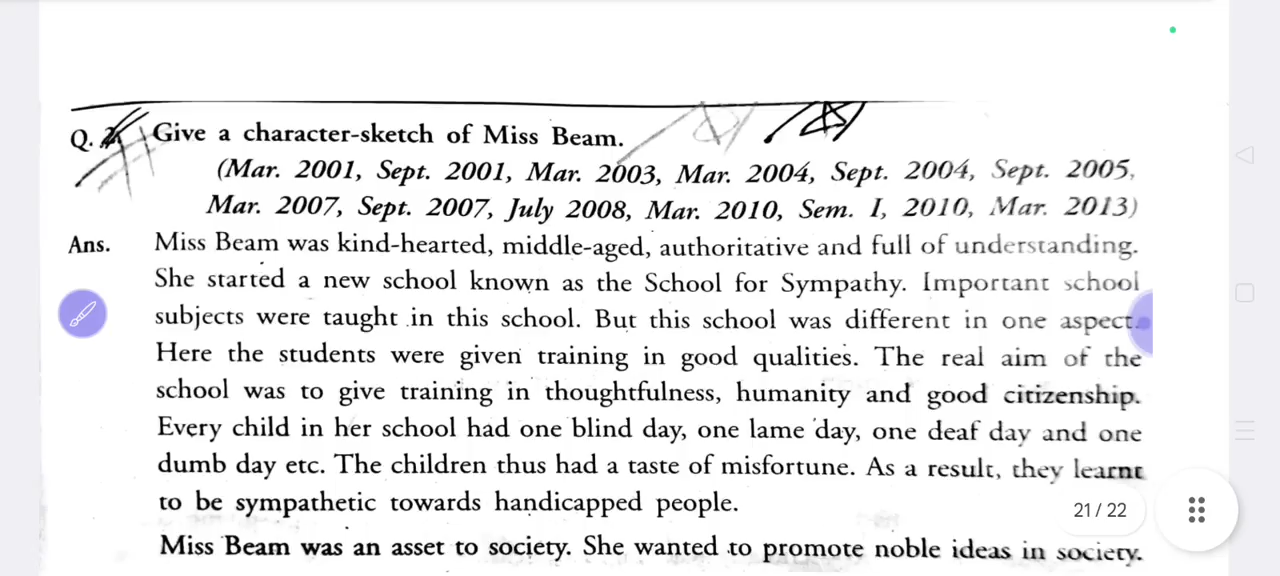 Q. Give a character-sketch of Miss Beam.
(Mar. 2001, Sept. 2001, Mar. 2003, Mar. 2004, Sept. 2004, Sept. 2005,
Mar. 2007, Sept. 2007, July 2008, Mar. 2010, Sem. I, 2010, Mar. 2013)
Ans. Miss Beam was kind-hearted, middle-aged, authoritative and full of understanding.
She started a new school known as the School for Sympathy. Important school
subjects were taught in this school. But this school was different in one aspect.
Here the students were given training in good qualities. The real aim of the
school was to give training in thoughtfulness, humanity and good citizenship.
Every child in her school had one blind day, one lame day, one deaf day and one
dumb day etc. The children thus had a taste of misfortune. As a result, they learnt
to be sympathetic towards handicapped people.
21 / 22
Miss Beam was an asset to society. She wanted to promote noble ideas in society.